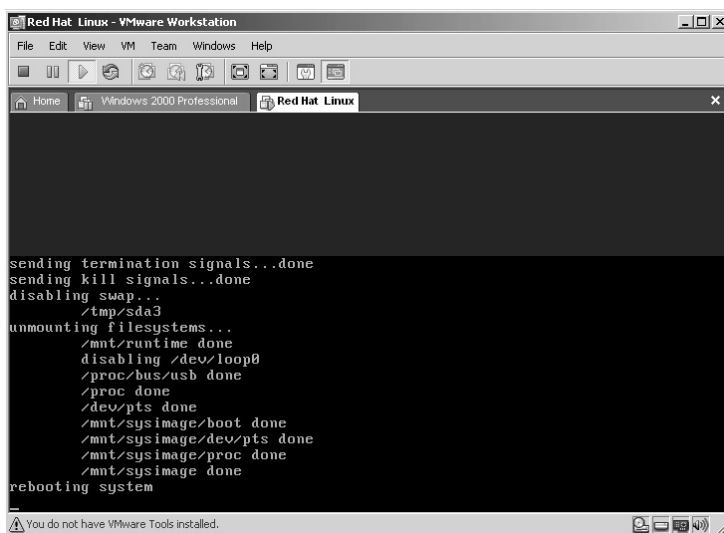 Red Hat Linux - VMware Workstation
File Edit View VM Team Windows Help
Home Windows 2000 Professional Red Hat Linux
sending termination signals...done
sending kill signals...done
disabling swap...
/tmp/sda3
unmounting filesystems...
/mnt/runtime done
disabling /dev/loop0
/proc/bus/usb done
/proc done
/dev/pts done
/mnt/sysimage/boot done
/mnt/sysimage/dev/pts done
/mnt/sysimage/proc done
/mnt/sysimage done
rebooting system
You do not have VMware Tools installed.